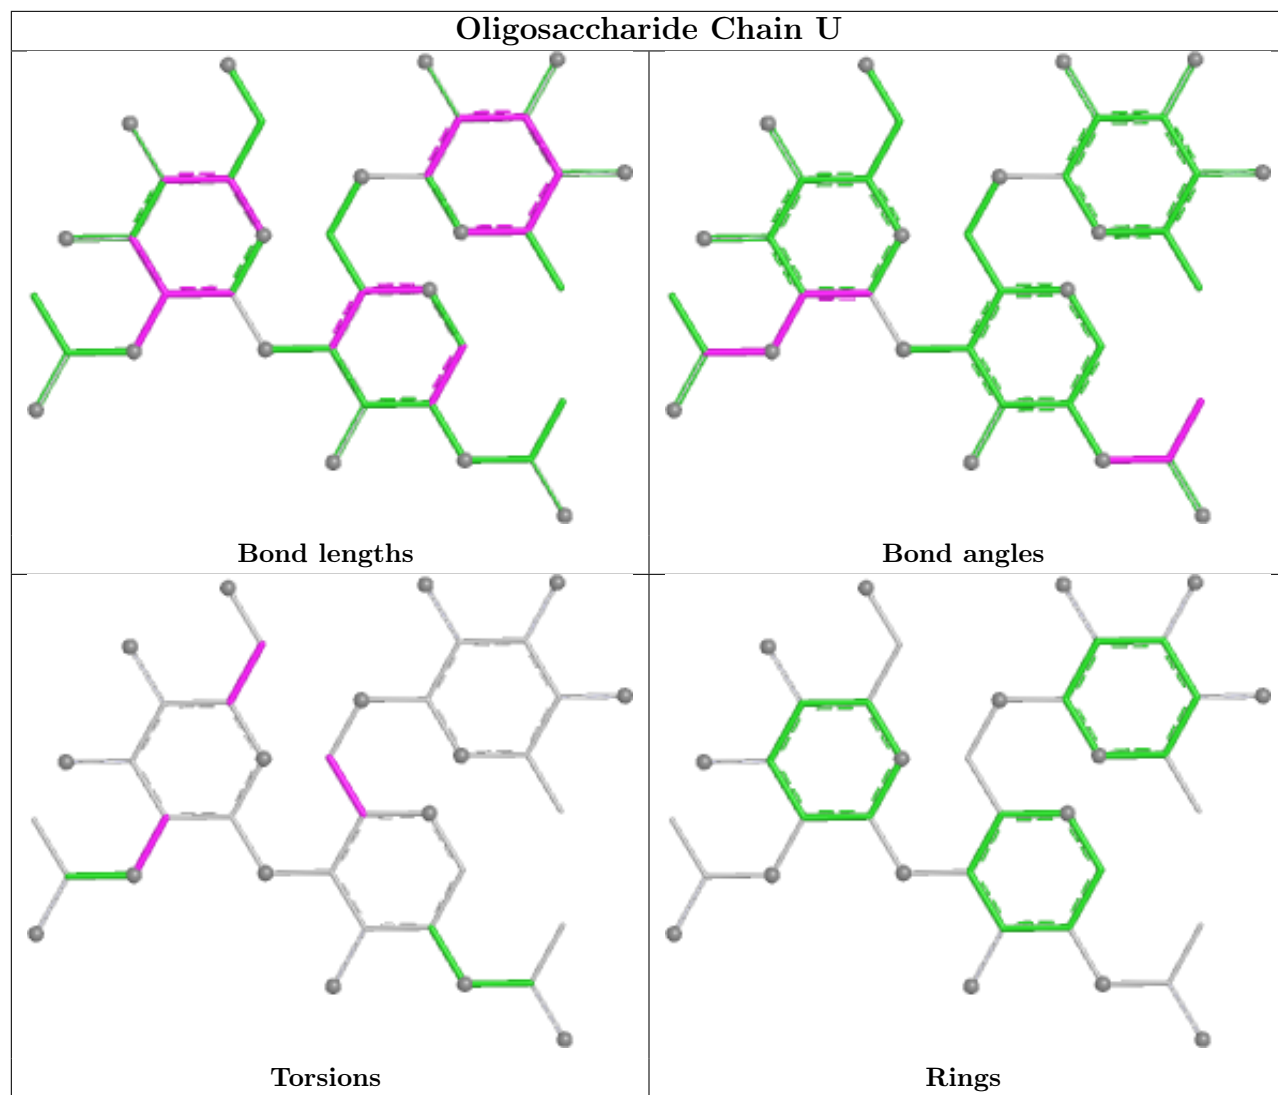 Oligosaccharide Chain U
Bond lengths
Bond angles
Torsions
Rings